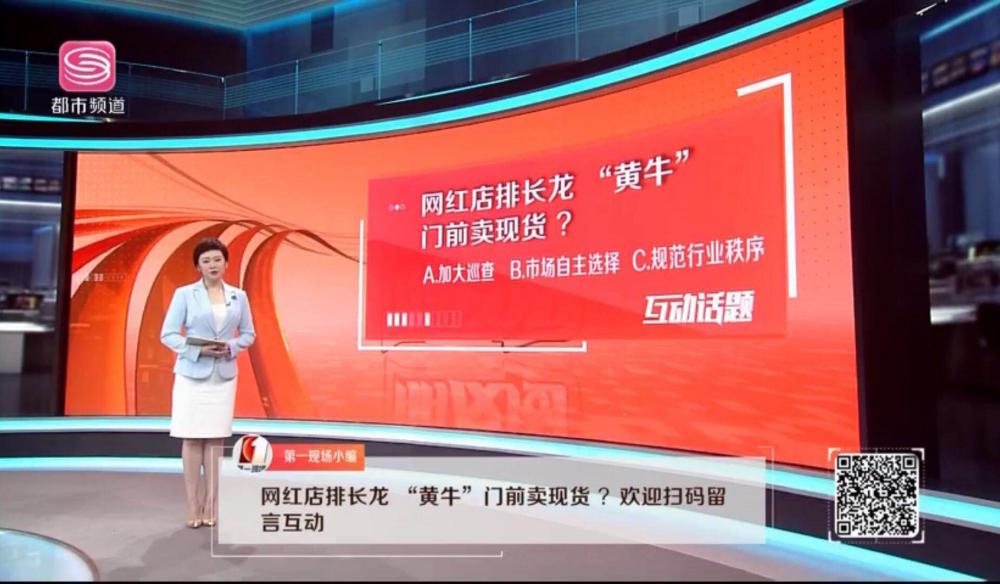 都市频道
网红店排长龙 “黄牛”
门前卖现货？
A.加大巡查 B.市场自主选择 C.规范行业秩序
互动话题
第一现场小编
网红店排长龙 “黄牛”门前卖现货？欢迎扫码留
言互动